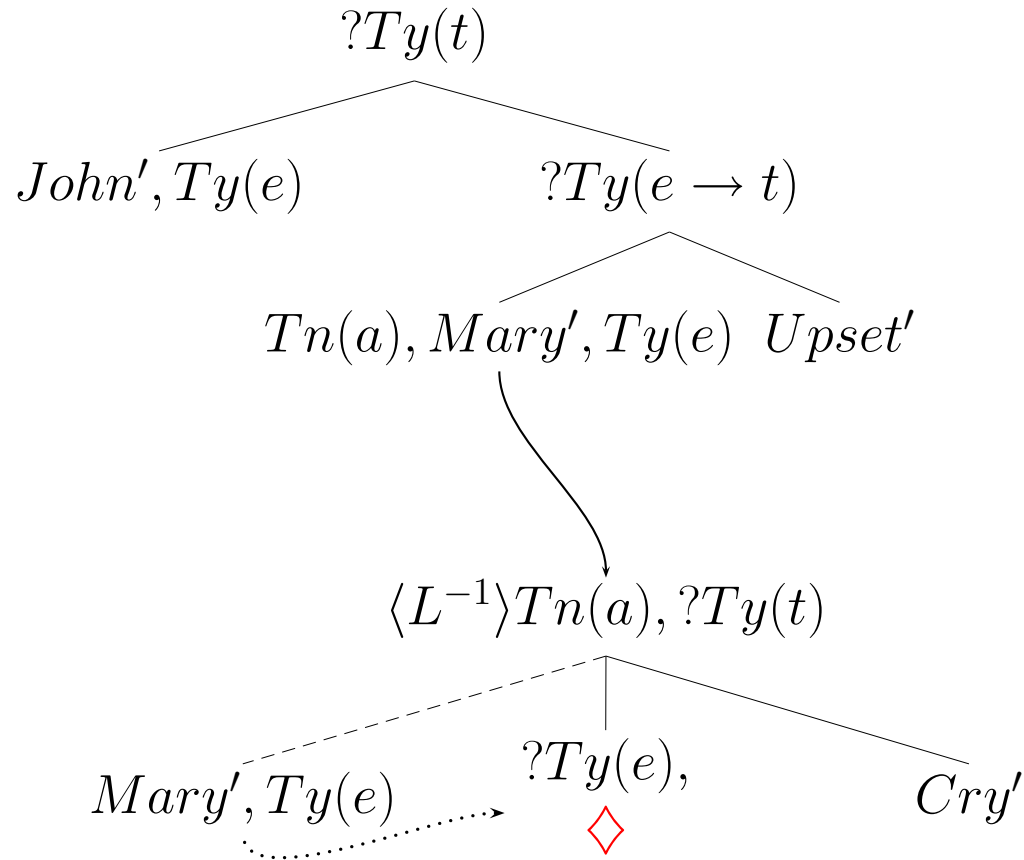 ?Ty(t)
John′, Ty(e) ?Ty(e → t)
Tn(a), Mary′, Ty(e) Upset′
⟨L⁻¹⟩Tn(a), ?Ty(t)
?Ty(e),
Mary′, Ty(e) Cry′
♢